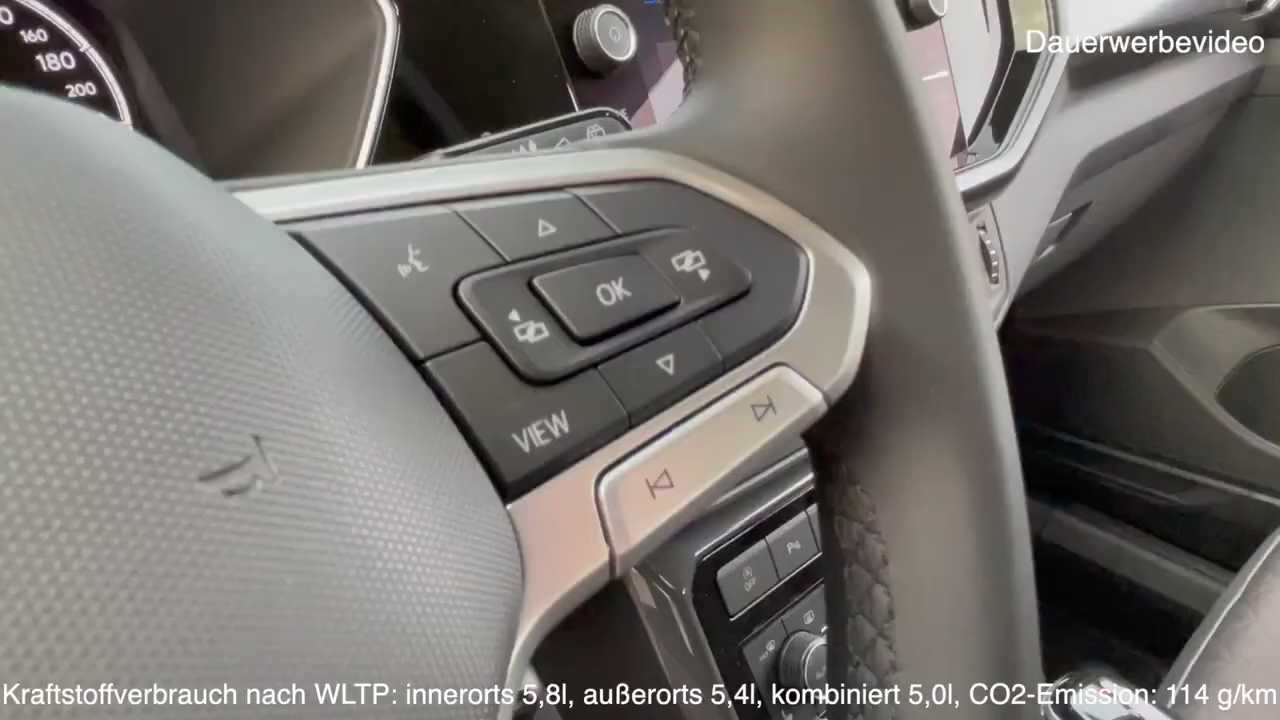 Dauerwerbevideo
160
180
200
OK
VIEW
OFF
Kraftstoffverbrauch nach WLTP: innerorts 5,8l, außerorts 5,4l, kombiniert 5,0l, CO2-Emission: 114 g/km